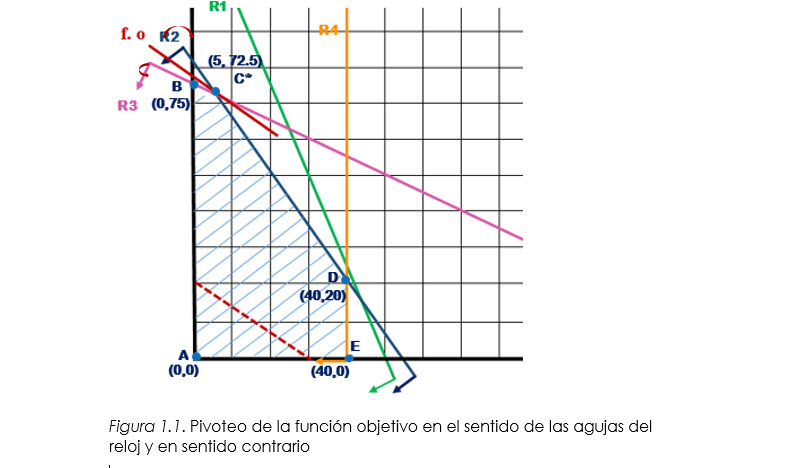 R1
f. o R2
R4
(5, 72.5)
C*
B
R3 (0,75)
D
(40,20)
A
E
(0,0)
(40,0)
Figura 1.1. Pivoteo de la función objetivo en el sentido de las agujas del
reloj y en sentido contrario